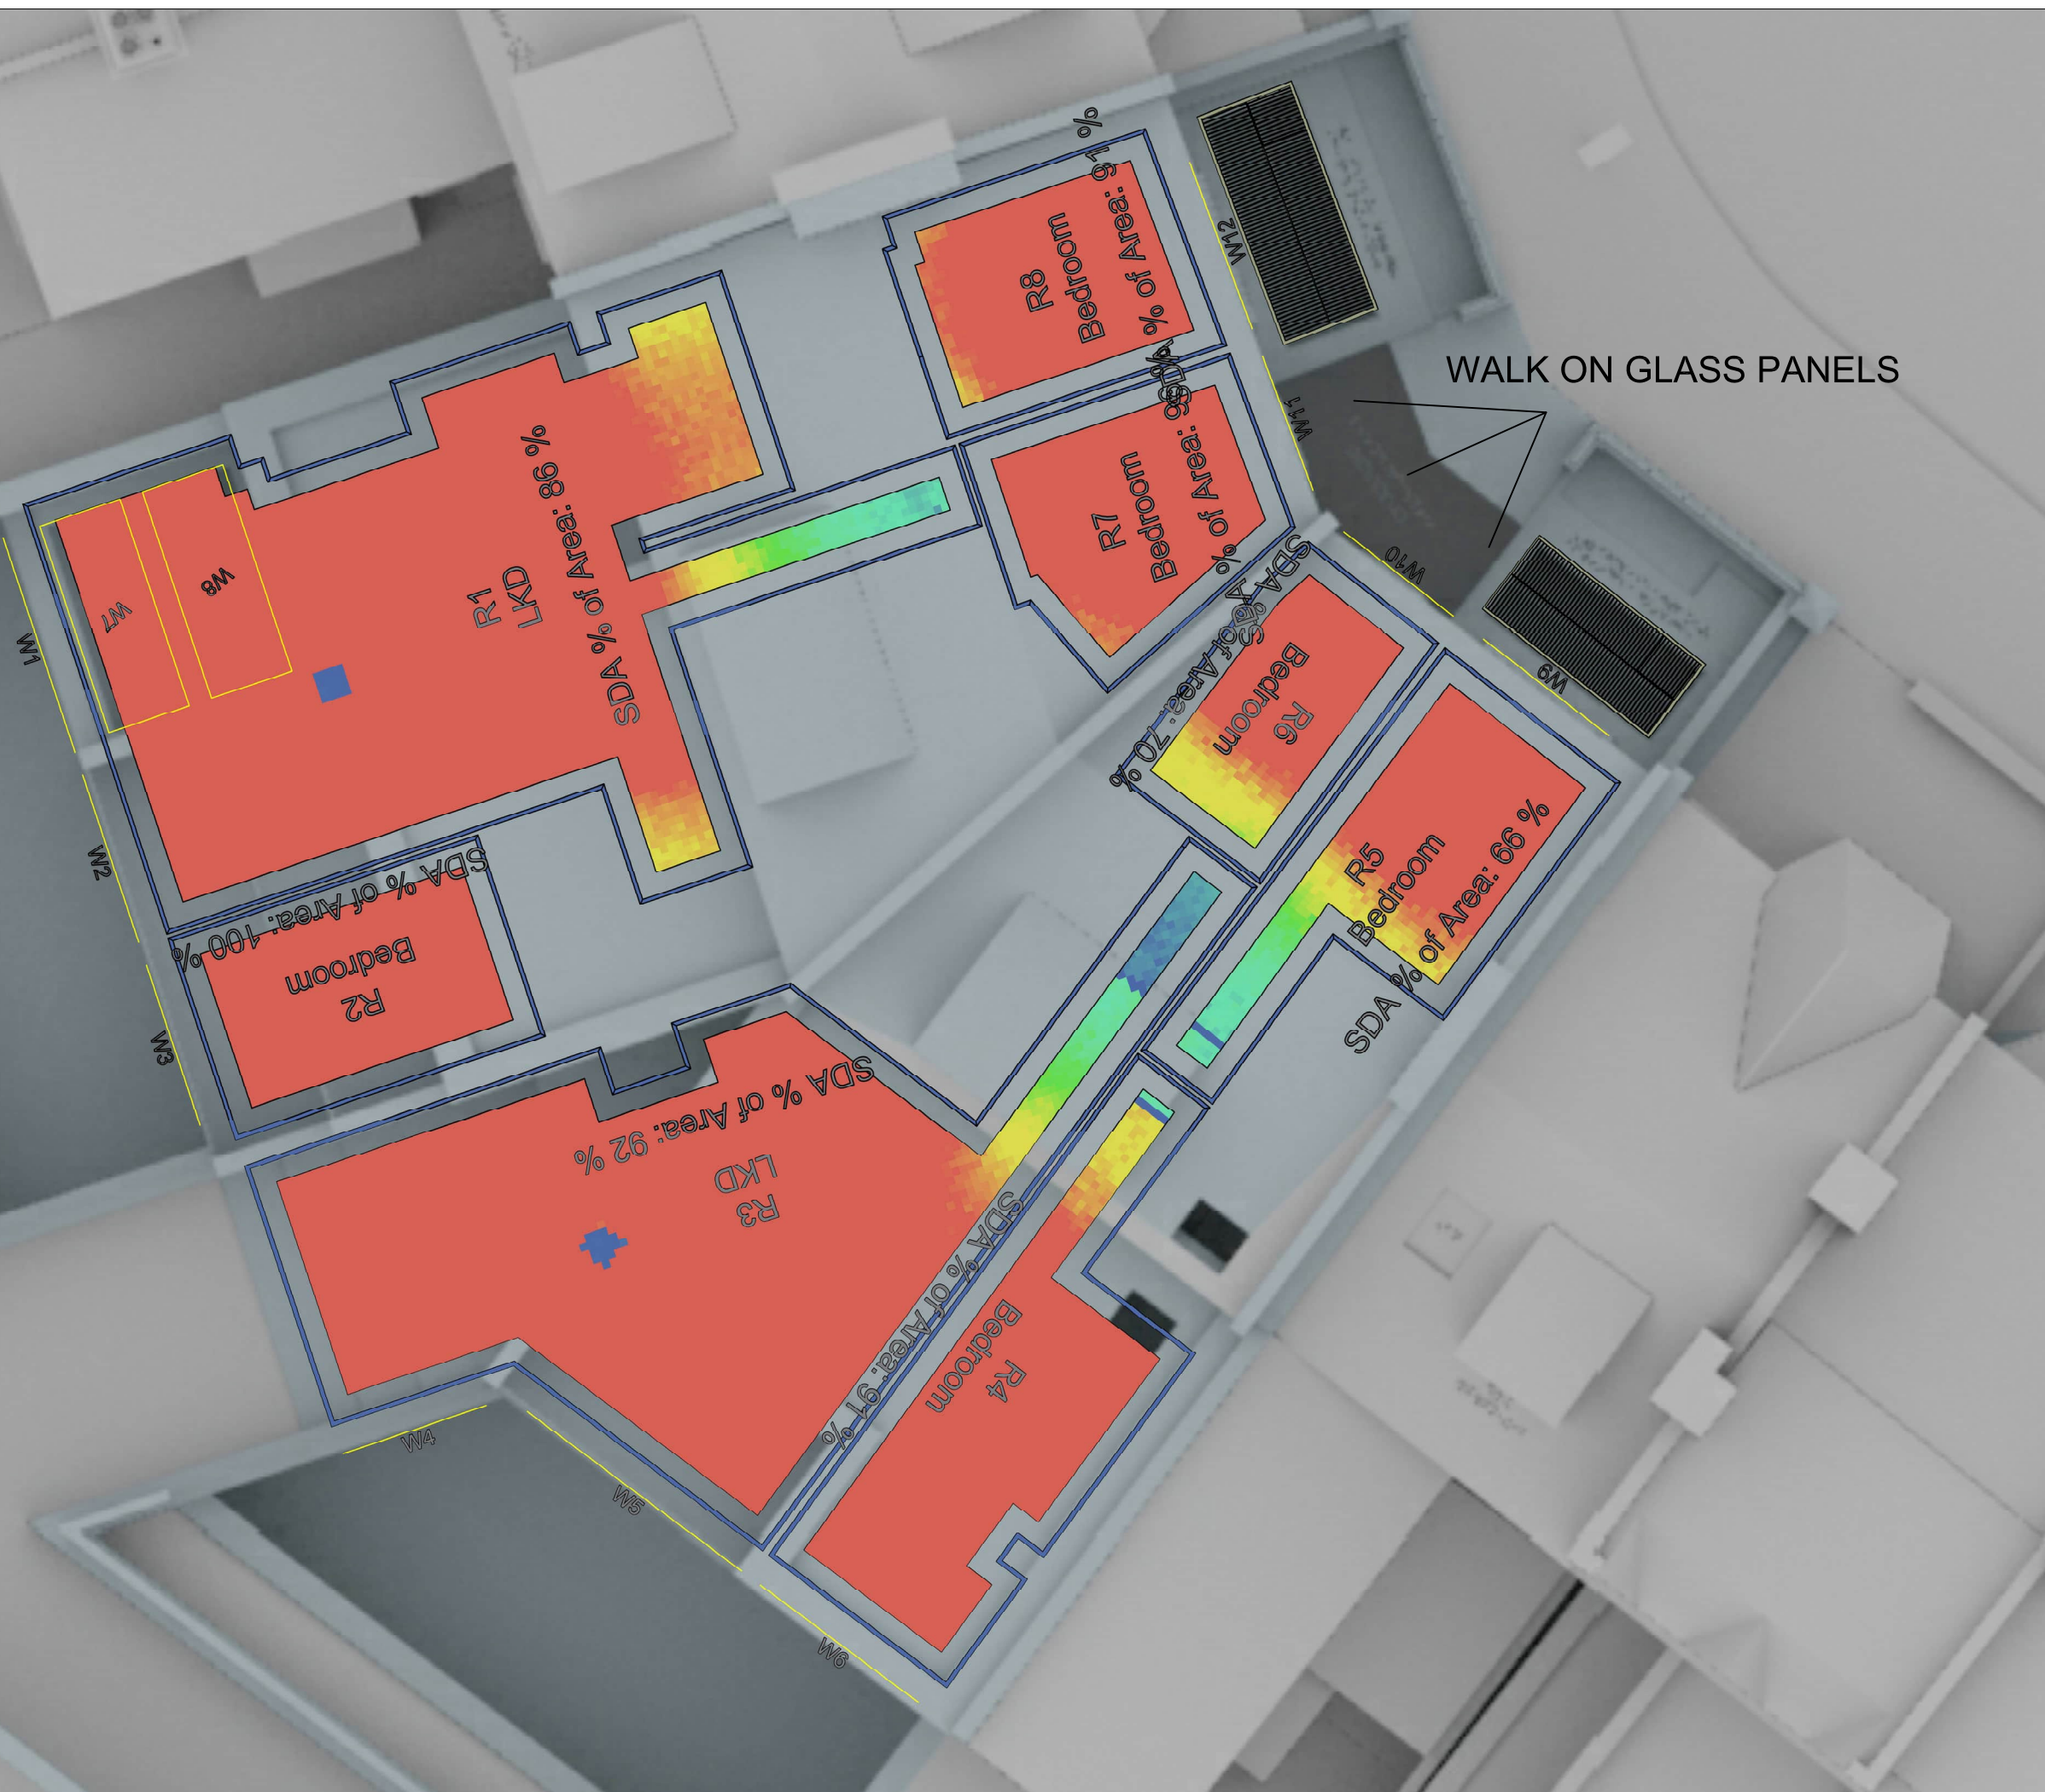 WALK ON GLASS PANELS
W12
R8
Bedroom
% of Area: 91 %
W11
R7
Bedroom
% of Area:
W10
W9
R1
LKD
SDA % of Area: 86 %
W7
W8
W1
W2
W3
SDA % of Area: 100 %
Bedroom
R2
SDA % of Area: 70 %
Bedroom
R6
R5
Bedroom
SDA % of Area: 66 %
SDA % of Area: 92 %
LKD
R3
SDA % of Area: 91 %
Bedroom
R4
W4
W5
W6